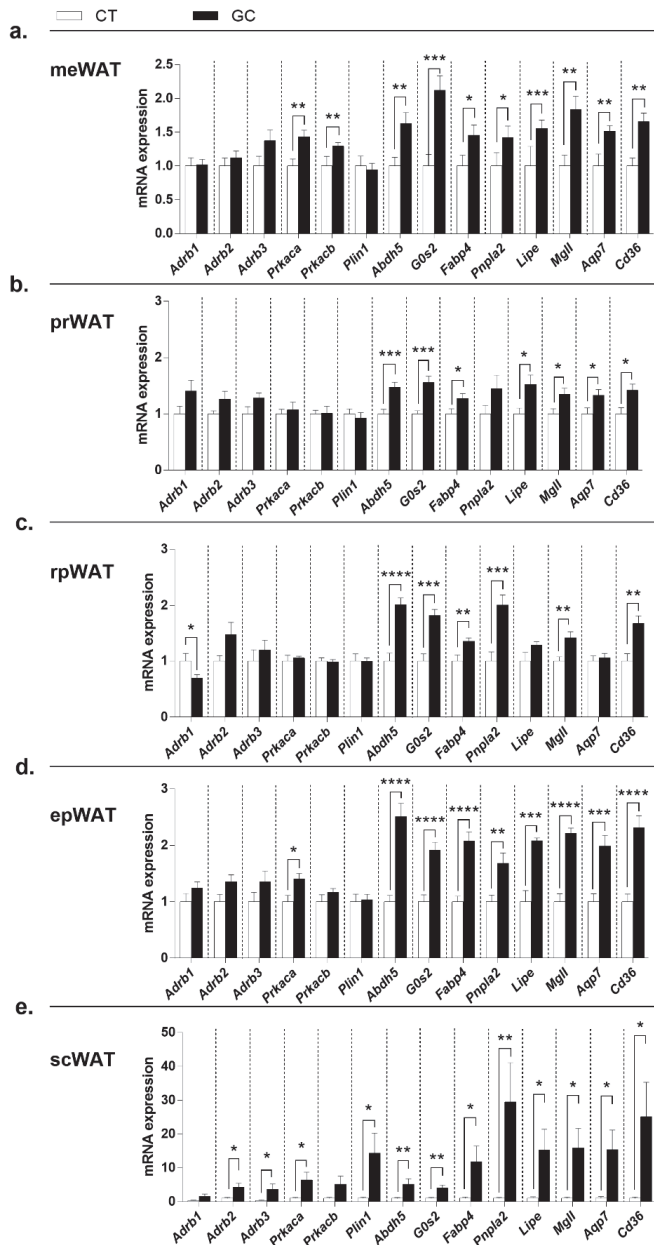 CT GC
a.
meWAT
mRNA expression
2.5
2.0
1.5
1.0
0.5
0.0
** ** ** *** * * *** ** ** **
Adrb1 Adrb2 Adrb3 Prkaca Prkacb Plin1 Abdh5 G0s2 Fabp4 Pnpla2 Lipe Mgll Aqp7 Cd36
b.
prWAT
mRNA expression
3
2
1
0
*** *** * * * * *
Adrb1 Adrb2 Adrb3 Prkaca Prkacb Plin1 Abdh5 G0s2 Fabp4 Pnpla2 Lipe Mgll Aqp7 Cd36
c.
rpWAT
mRNA expression
3
2
1
0
* **** *** ** *** ** **
Adrb1 Adrb2 Adrb3 Prkaca Prkacb Plin1 Abdh5 G0s2 Fabp4 Pnpla2 Lipe Mgll Aqp7 Cd36
d.
epWAT
mRNA expression
3
2
1
0
* **** **** **** ** *** **** *** ****
Adrb1 Adrb2 Adrb3 Prkaca Prkacb Plin1 Abdh5 G0s2 Fabp4 Pnpla2 Lipe Mgll Aqp7 Cd36
e.
scWAT
mRNA expression
50
40
30
20
10
0
* * * * ** ** * ** * * * *
Adrb1 Adrb2 Adrb3 Prkaca Prkacb Plin1 Abdh5 G0s2 Fabp4 Pnpla2 Lipe Mgll Aqp7 Cd36